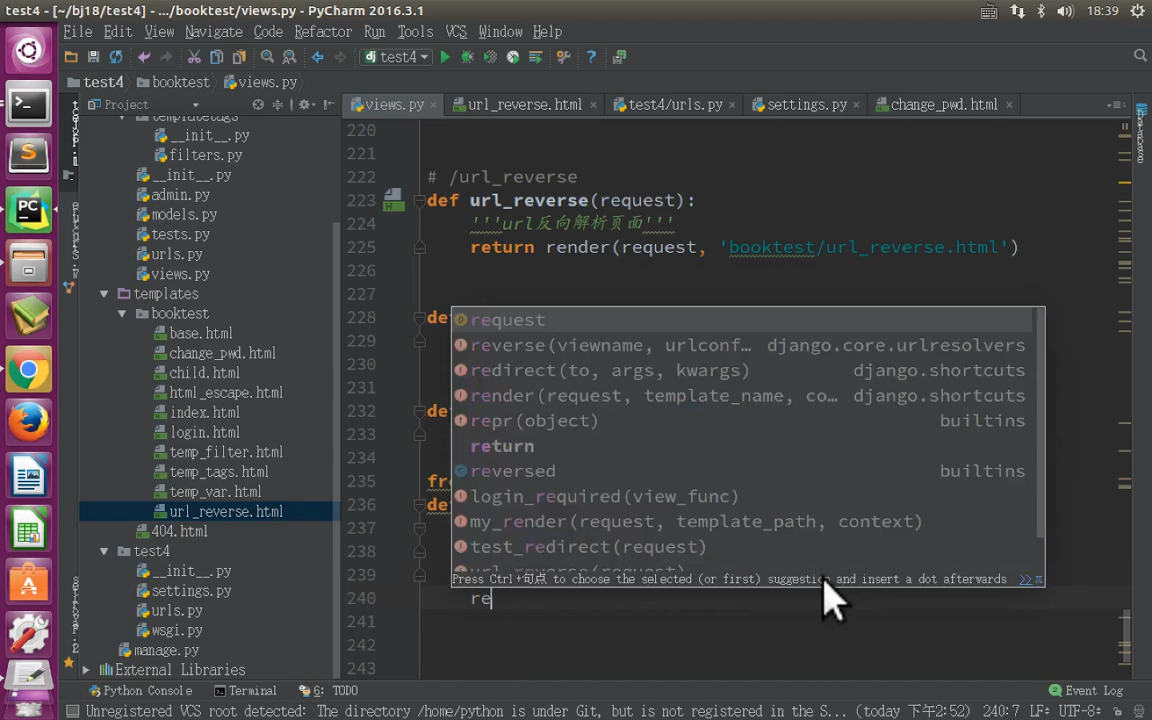 test4 - [~/bj18/test4] - .../booktest/views.py - PyCharm 2016.3.1
18:39
File Edit View Navigate Code Refactor Run Tools VCS Window Help
test4
test4 booktest views.py
Project
views.py url_reverse.html test4/urls.py settings.py change_pwd.html
templatetags
__init__.py
filters.py
__init__.py
admin.py
models.py
tests.py
urls.py
views.py
templates
booktest
base.html
change_pwd.html
child.html
html_escape.html
index.html
login.html
temp_filter.html
temp_tags.html
temp_var.html
url_reverse.html
404.html
test4
__init__.py
settings.py
urls.py
wsgi.py
manage.py
External Libraries
220
221
222 # /url_reverse
223 def url_reverse(request):
224 '''url反向解析页面'''
225 return render(request, 'booktest/url_reverse.html')
226
227
228 de
229
230
231
232 de
233
234
235 fr
236 de
237
238
239
240 re
241
242
243
request
reverse(viewname, urlconf… django.core.urlresolvers
redirect(to, args, kwargs) django.shortcuts
render(request, template_name, co… django.shortcuts
repr(object) builtins
return
reversed builtins
login_required(view_func)
my_render(request, template_path, context)
test_redirect(request)
url_reverse(request)
Press Ctrl+句点 to choose the selected (or first) suggestion and insert a dot afterwards >> π
Python Console Terminal 6: TODO Event Log
Unregistered VCS root detected: The directory /home/python is under Git, but is not registered in the S... (today 下午2:52) 240:7 LF÷ UTF-8÷